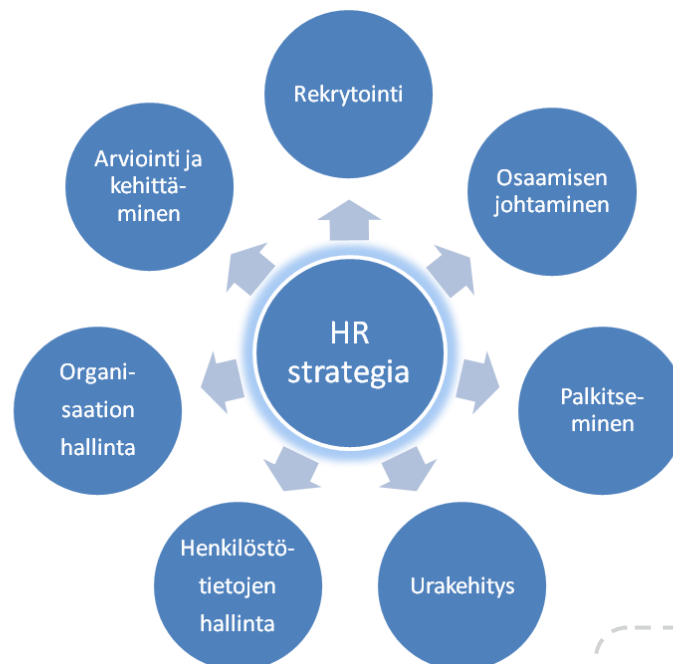 Rekrytointi
Arviointi ja
kehittä-
minen
Osaamisen
johtaminen
HR
strategia
Organi-
saation
hallinta
Palkitse-
minen
Henkilöstö-
tietojen
hallinta
Urakehitys